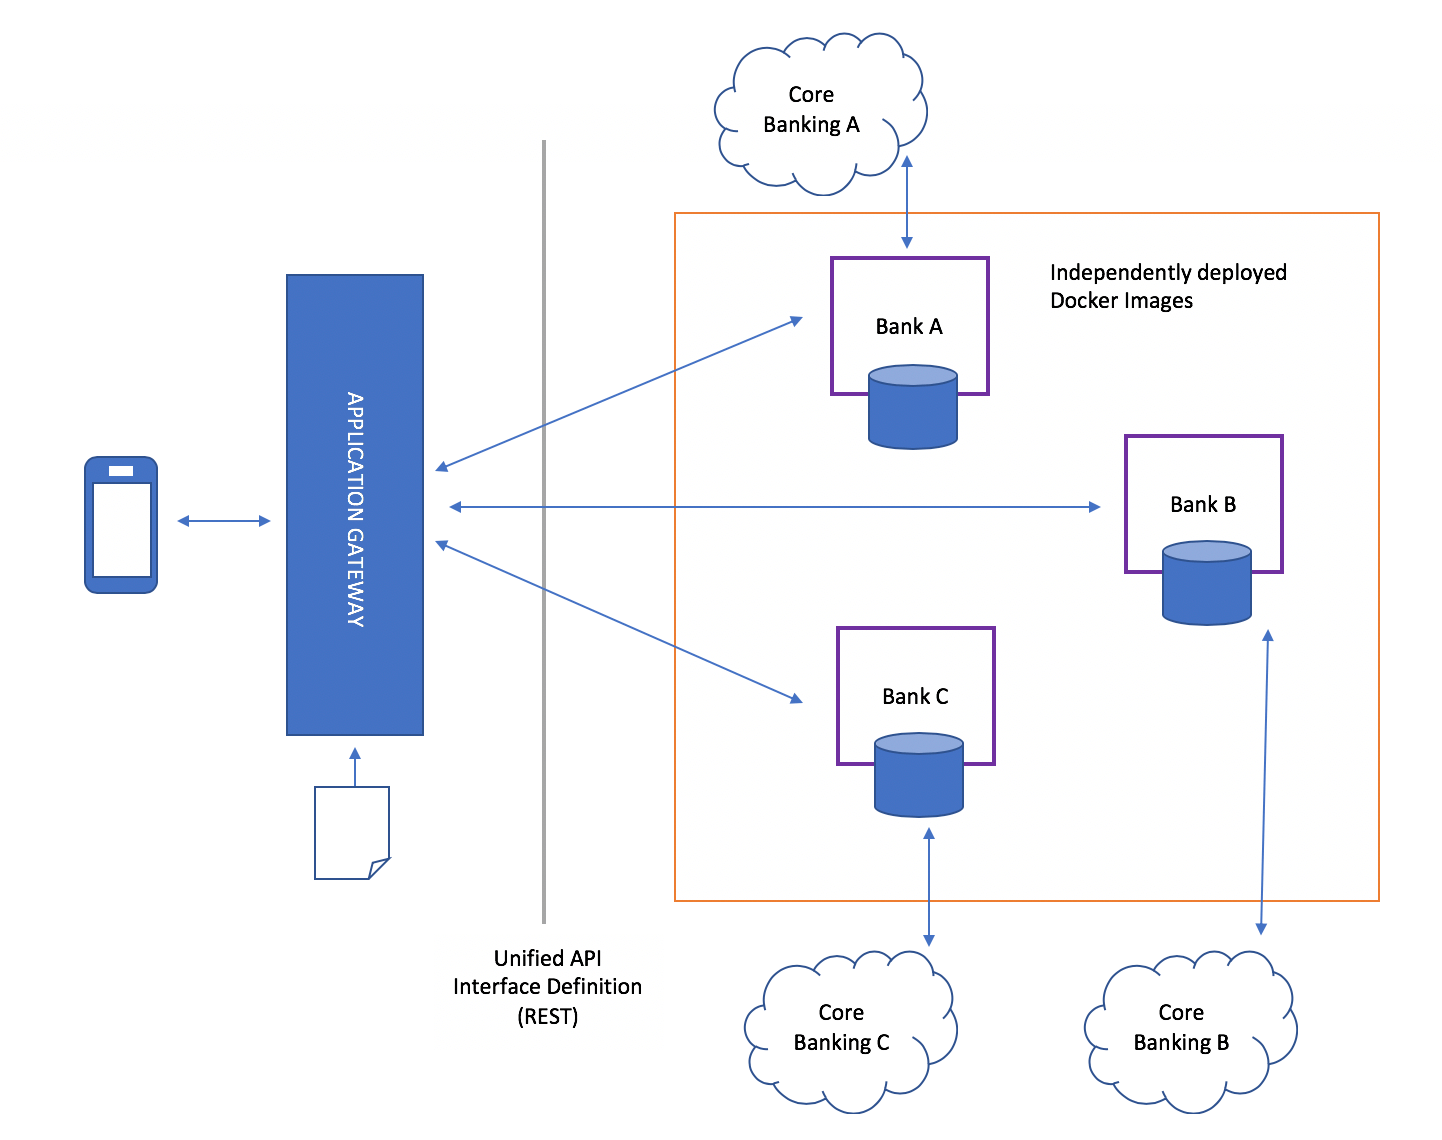 Core
Banking A
Independently deployed
Docker Images
Bank A
APPLICATION GATEWAY
Bank B
Bank C
Unified API
Interface Definition
(REST)
Core
Banking C
Core
Banking B